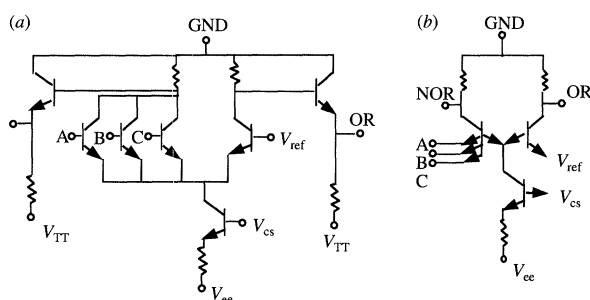 (a)
GND
A
B
C
V_ref
OR
V_TT
V_cs
V_TT
V_ee
(b)
GND
NOR
OR
A
B
C
V_ref
V_cs
V_ee